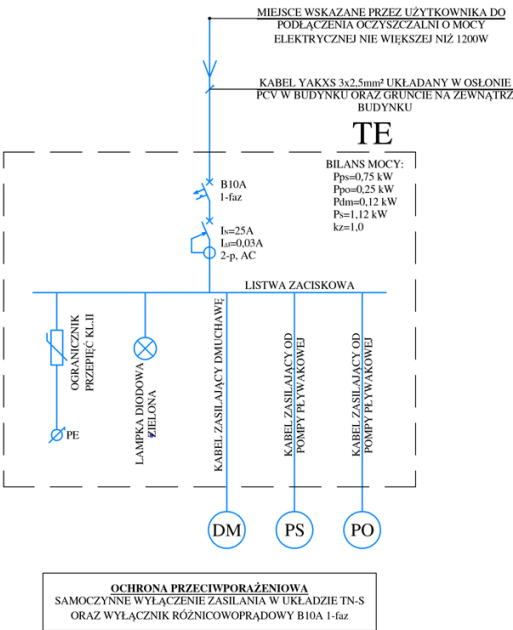 MIEJSCE WSKAZANE PRZEZ UŻYTKOWNIKA DO
PODŁĄCZENIA OCZYSZCZALNI O MOCY
ELEKTRYCZNEJ NIE WIĘKSZEJ NIŻ 1200W
KABEL YAKXS 3x2,5mm² UKŁADANY W OSŁONIE
PCV W BUDYNKU ORAZ GRUNCIE NA ZEWNĄTRZ
BUDYNKU
TE
BILANS MOCY:
Pps=0,75 kW
Ppo=0,25 kW
Pdm=0,12 kW
Ps=1,12 kW
kz=1,0
B10A
1-faz
IN=25A
IΔF=0,03A
2-p, AC
LISTWA ZACISKOWA
OGRANICZNIK
PRZEPIĘĆ KL.II
PE
LAMPKA DIODOWA
ZIELONA
KABEL ZASILAJĄCY DMUCHAWĘ
KABEL ZASILAJĄCY OD
POMPY PŁYWAKOWEJ
KABEL ZASILAJĄCY OD
POMPY PŁYWAKOWEJ
DM
PS
PO
OCHRONA PRZECIWPORAŻENIOWA
SAMOCZYNNE WYŁĄCZENIE ZASILANIA W UKŁADZIE TN-S
ORAZ WYŁĄCZNIK RÓŻNICOWOPRĄDOWY B10A 1-faz